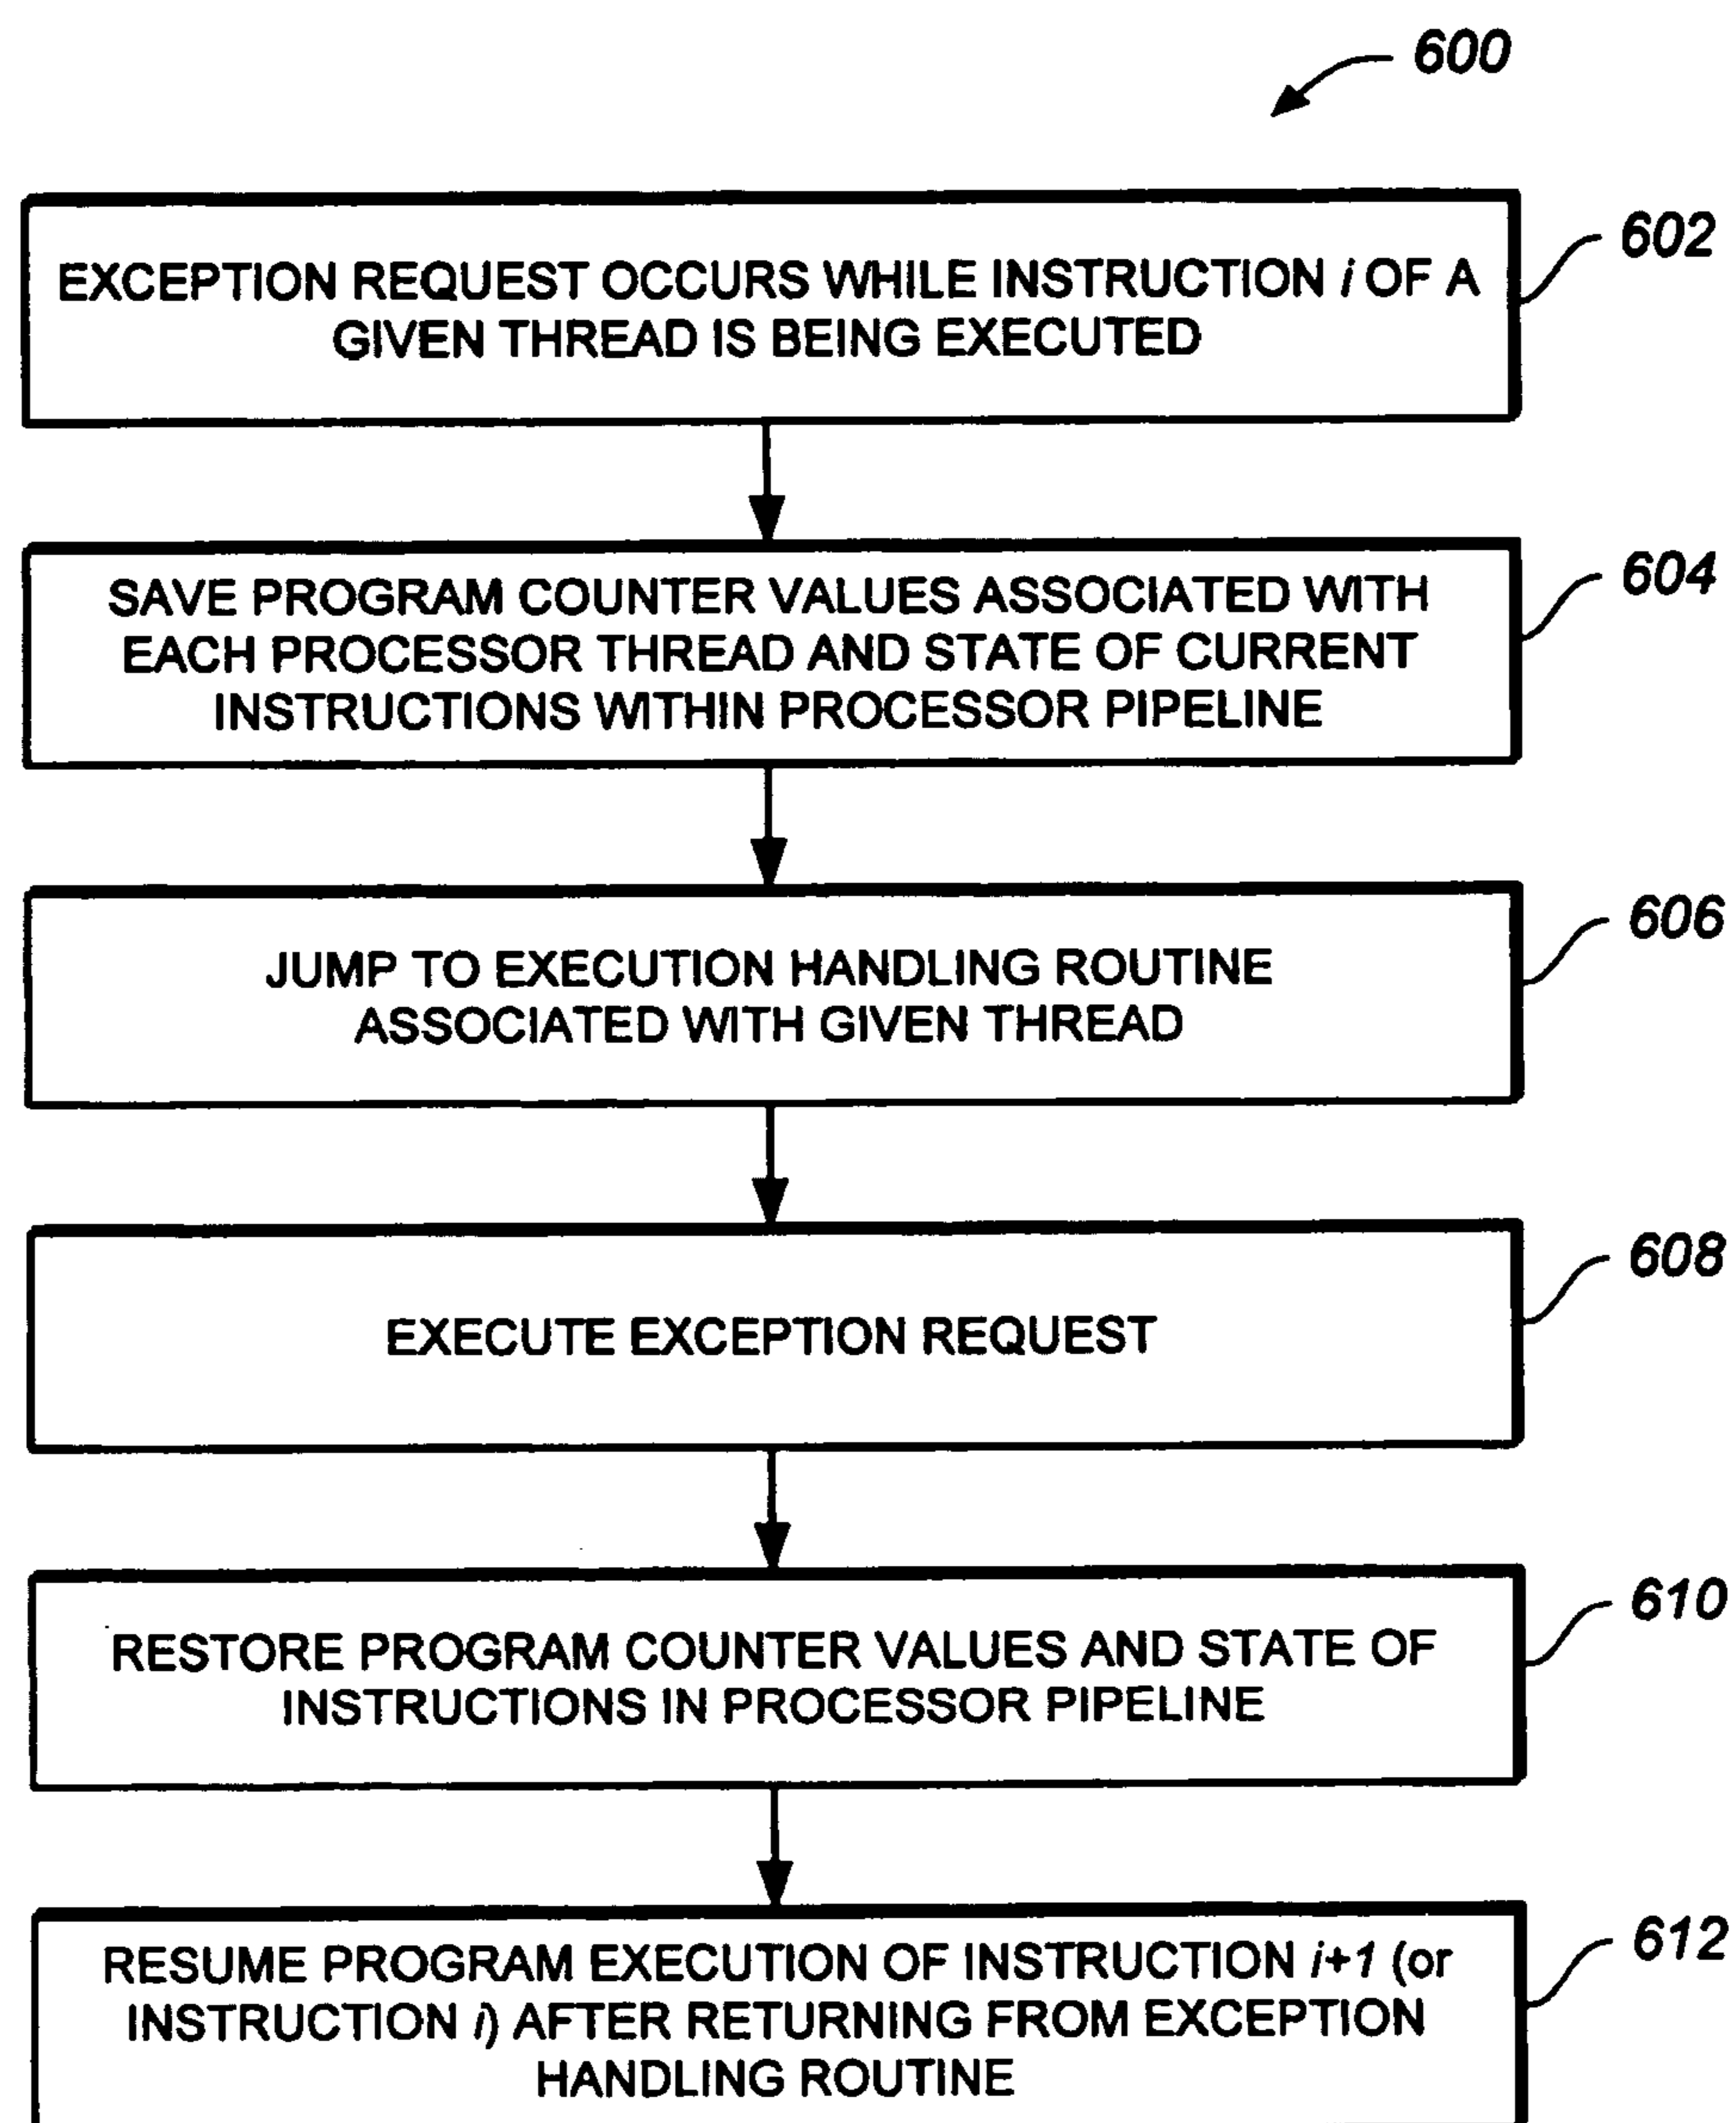 600
EXCEPTION REQUEST OCCURS WHILE INSTRUCTION i OF A
GIVEN THREAD IS BEING EXECUTED
602
SAVE PROGRAM COUNTER VALUES ASSOCIATED WITH
EACH PROCESSOR THREAD AND STATE OF CURRENT
INSTRUCTIONS WITHIN PROCESSOR PIPELINE
604
JUMP TO EXECUTION HANDLING ROUTINE
ASSOCIATED WITH GIVEN THREAD
606
EXECUTE EXCEPTION REQUEST
608
RESTORE PROGRAM COUNTER VALUES AND STATE OF
INSTRUCTIONS IN PROCESSOR PIPELINE
610
RESUME PROGRAM EXECUTION OF INSTRUCTION i+1 (or
INSTRUCTION i) AFTER RETURNING FROM EXCEPTION
HANDLING ROUTINE
612